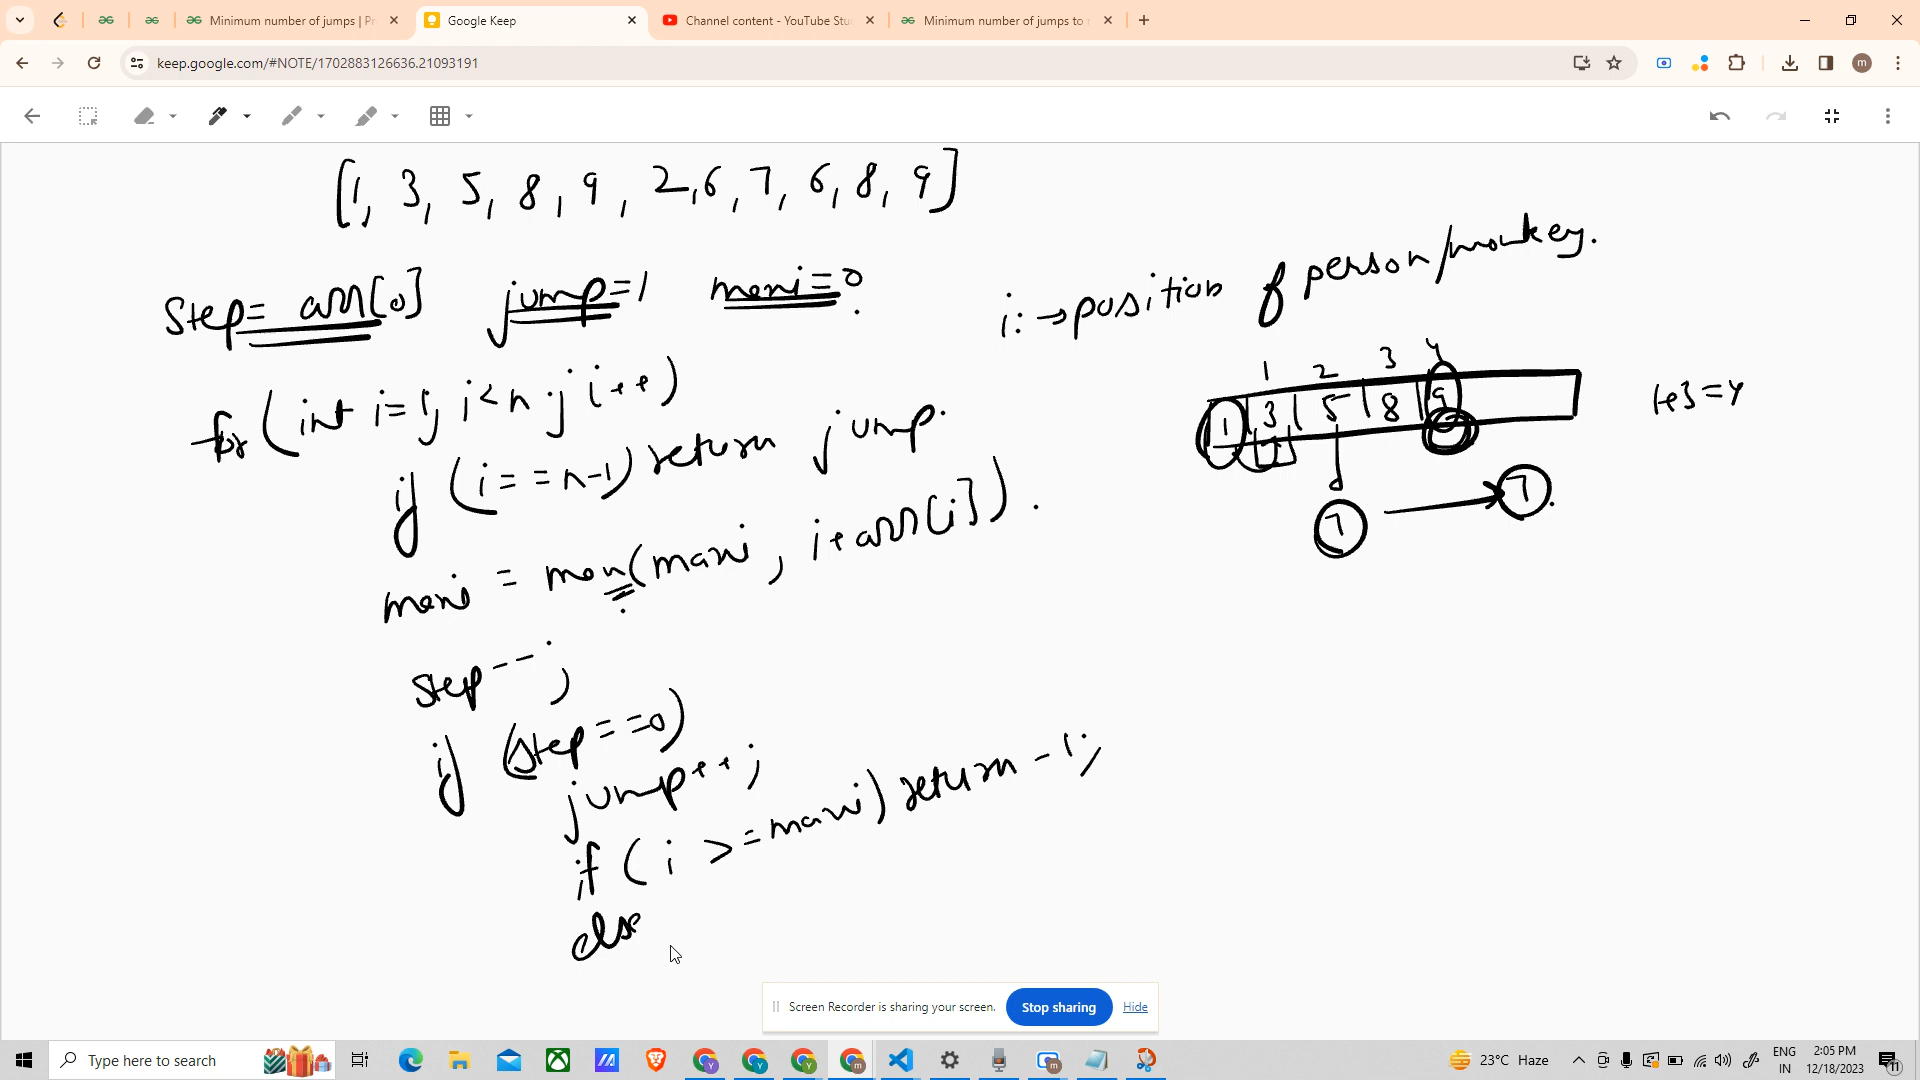 Minimum number of jumps | Pr
Google Keep
Channel content - YouTube Stu
Minimum number of jumps to
keep.google.com/#NOTE/1702883126636.21093191
m
[1, 3, 5, 8, 9, 2, 6, 7, 6, 8, 9]
Step = arr[0] jump=1 maxi=0.
i: → position of person/monkey.
for (int i=1; i<n; i++)
if (i==n-1) return jump.
maxi = max(maxi, i+arr[i]).
step--;
if (step==0)
jump++;
if (i >= maxi) return -1;
else
1 2 3 4
1 3 5 8 9
1+3=4
7 → 7.
Screen Recorder is sharing your screen.
Stop sharing
Hide
Type here to search
23°C Haze
ENG
IN
2:05 PM
12/18/2023
11